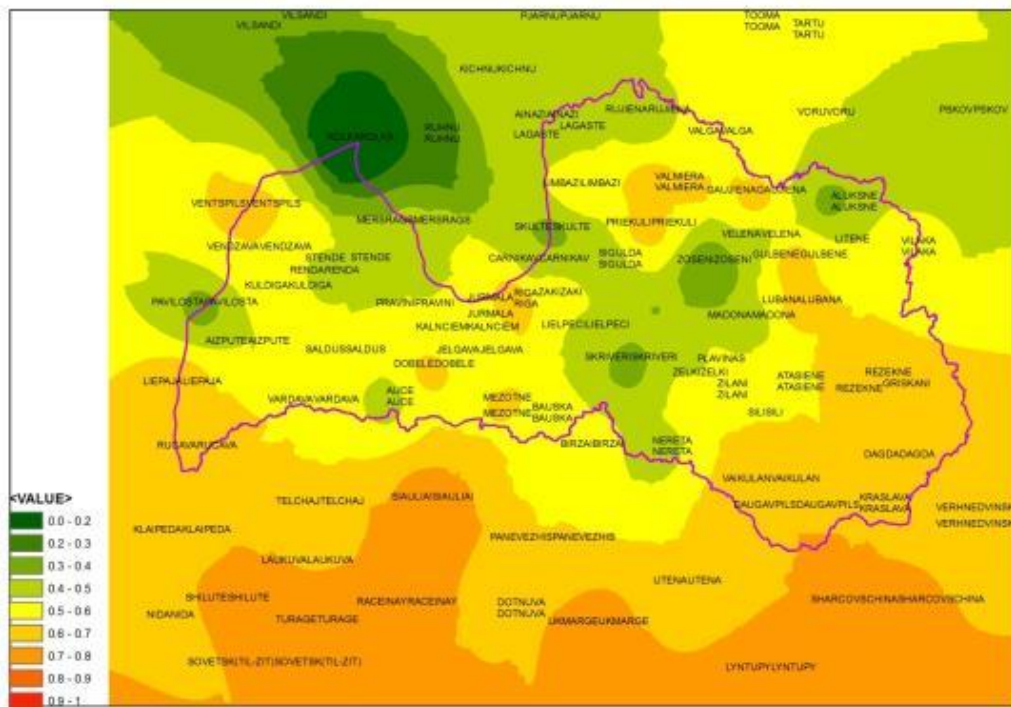 VILSANDI
VILSANDI
PJARNUPJARNU
TOOMA
TOOMA
TARTU
TARTU
KICHNUKICHNU
RUHNU
RUHNU
AINAZIAINAZI
LAGASTE
LAGASTE
RUJIENARUJIENA
VALGAVALGA
VORUVORU
PSKOVPSKOV
LIMBAZILIMBAZI
VALMIERA
VALMIERA
GAUJIENAGAUJIENA
ALUKSNE
ALUKSNE
VENTSPILSVENTSPILS
MERSRAGSMERSRAGS
SKULTESKULTE
PRIEKULIPRIEKULI
VELENAVELENA
LITENE
VILAKA
VILAKA
VENDZAVAVENDZAVA
STENDE
STENDE
RENDARENDA
CARNIKAVCARNIKAV
SIGULDA
SIGULDA
ZOSENIZOSENI
GULBENEGULBENE
KULDIGAKULDIGA
PAVILOSTAPAVILOSTA
PRAVINIPRAVINI
JURMALA
JURMALA
RIGA
RIGA
ZAKIZAKI
LUBANALUBANA
MADONAMADONA
KALNCIEMKALNCIEM
LIELPECILIELPECI
AIZPUTEAIZPUTE
SALDUSSALDUS
JELGAVAJELGAVA
DOBELEDOBELE
SKRIVERISKRIVERI
PLAVINAS
ZELKIZELKI
ZILANI
ZILANI
ATASIENE
ATASIENE
REZEKNE
REZEKNE
GRISKANI
LIEPAJALIEPAJA
VARDAVAVARDAVA
AUCE
AUCE
MEZOTNE
MEZOTNE
BAUSKA
BAUSKA
SILISILI
RUCAVARUCAVA
BIRZAIBIRZAI
NERETA
NERETA
DAGDADAGDA
VAIKULANVAIKULAN
<VALUE>
0.0 - 0.2
0.2 - 0.3
0.3 - 0.4
0.4 - 0.5
0.5 - 0.6
0.6 - 0.7
0.7 - 0.8
0.8 - 0.9
0.9 - 1
TELCHAJTELCHAJ
SIAULIAISIAULIAI
DAUGAVPILSDAUGAVPILS
KRASLAVA
KRASLAVA
VERHNEDVINSK
VERHNEDVINSK
KLAIPEDAKLAIPEDA
PANEVEZHISPANEVEZHIS
LAUKUVALAUKUVA
UTENAUTENA
SHILUTESHILUTE
RACEINAYRACEINAY
DOTNUVA
DOTNUVA
SHARCOVSCHINASHARCOVSCHINA
NIDANIDA
TURAGETURAGE
UKMARGEUKMARGE
SOVETSK(TIL-ZIT)SOVETSK(TIL-ZIT)
LYNTUPYLYNTUPY